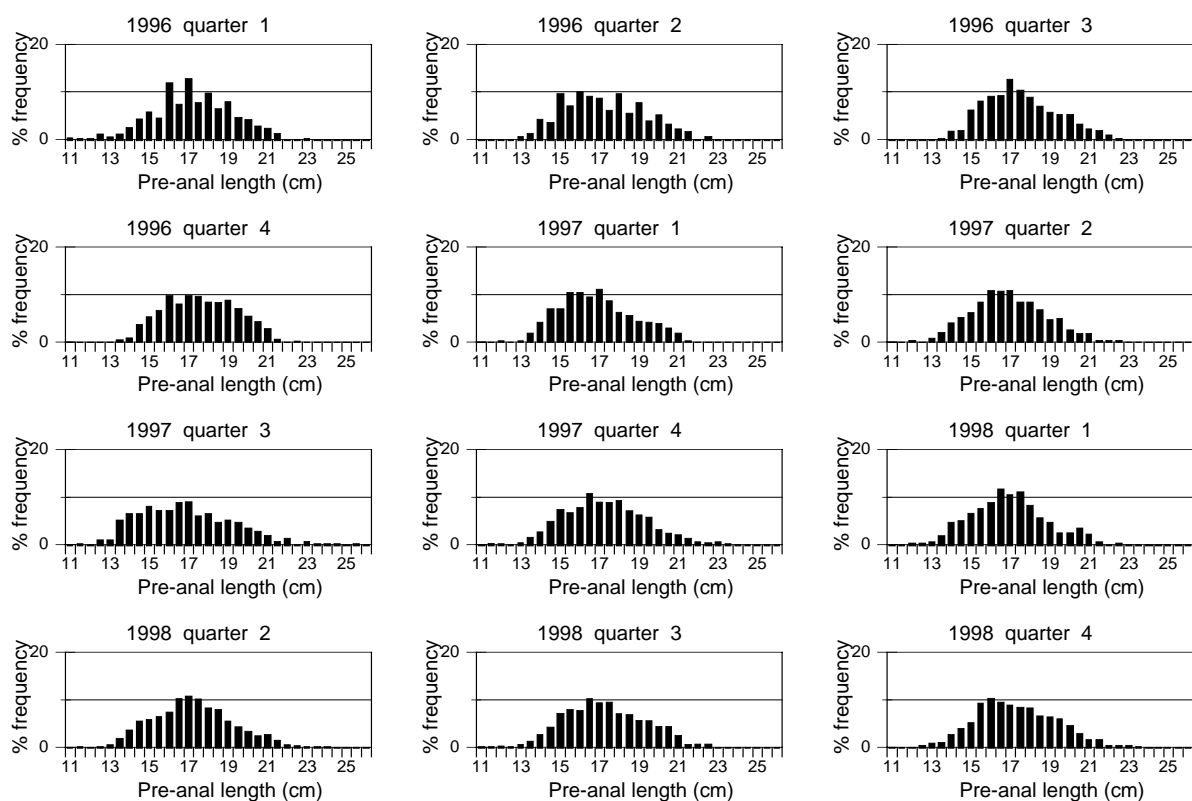 1996 quarter 1
20
% frequency
0
11 13 15 17 19 21 23 25
Pre-anal length (cm)
1996 quarter 2
20
% frequency
0
11 13 15 17 19 21 23 25
Pre-anal length (cm)
1996 quarter 3
20
% frequency
0
11 13 15 17 19 21 23 25
Pre-anal length (cm)
1996 quarter 4
20
% frequency
0
11 13 15 17 19 21 23 25
Pre-anal length (cm)
1997 quarter 1
20
% frequency
0
11 13 15 17 19 21 23 25
Pre-anal length (cm)
1997 quarter 2
20
% frequency
0
11 13 15 17 19 21 23 25
Pre-anal length (cm)
1997 quarter 3
20
% frequency
0
11 13 15 17 19 21 23 25
Pre-anal length (cm)
1997 quarter 4
20
% frequency
0
11 13 15 17 19 21 23 25
Pre-anal length (cm)
1998 quarter 1
20
% frequency
0
11 13 15 17 19 21 23 25
Pre-anal length (cm)
1998 quarter 2
20
% frequency
0
11 13 15 17 19 21 23 25
Pre-anal length (cm)
1998 quarter 3
20
% frequency
0
11 13 15 17 19 21 23 25
Pre-anal length (cm)
1998 quarter 4
20
% frequency
0
11 13 15 17 19 21 23 25
Pre-anal length (cm)